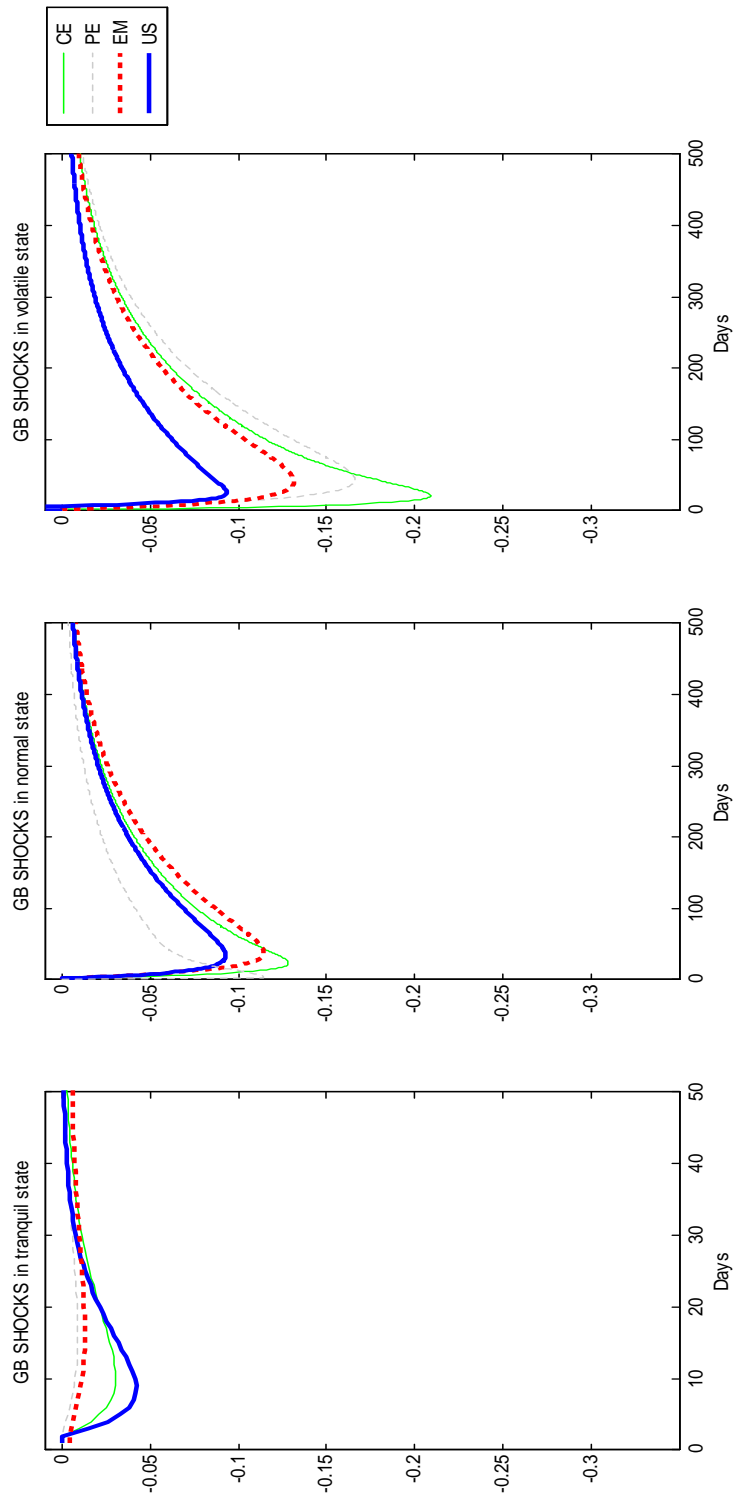 GB SHOCKS in tranquil state
0
-0.05
-0.1
-0.15
-0.2
-0.25
-0.3
0 10 20 30 40 50
Days
GB SHOCKS in normal state
0
-0.05
-0.1
-0.15
-0.2
-0.25
-0.3
0 100 200 300 400 500
Days
GB SHOCKS in volatile state
0
-0.05
-0.1
-0.15
-0.2
-0.25
-0.3
0 100 200 300 400 500
Days
CE
PE
EM
US